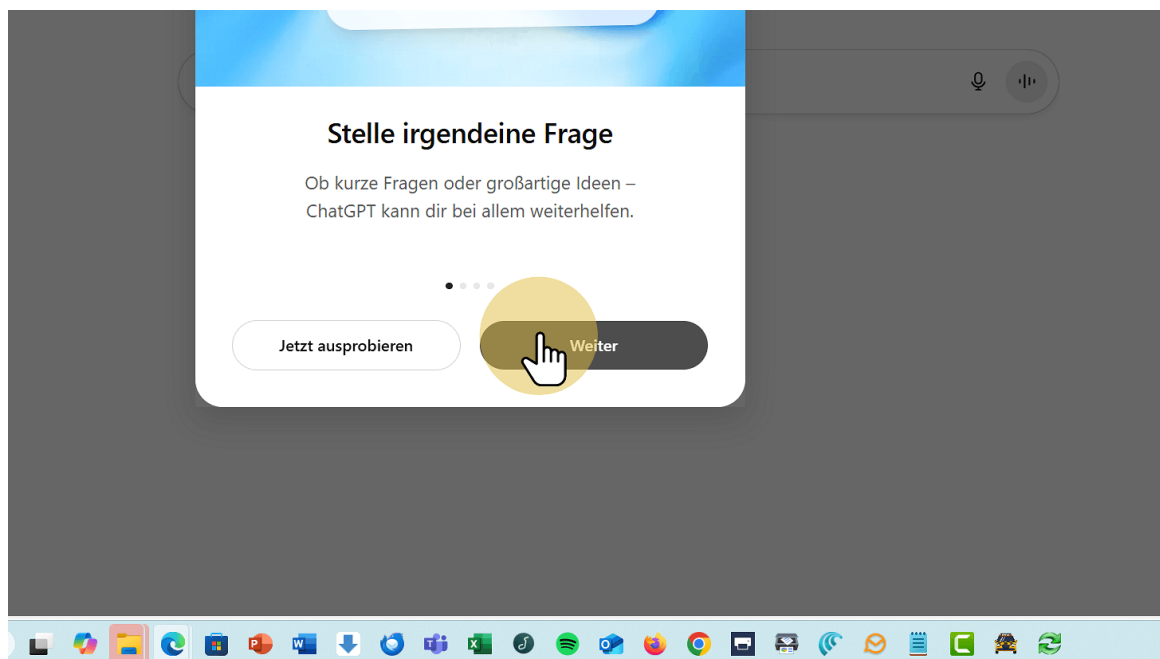 Stelle irgendeine Frage
Ob kurze Fragen oder großartige Ideen –
ChatGPT kann dir bei allem weiterhelfen.
Jetzt ausprobieren
Weiter